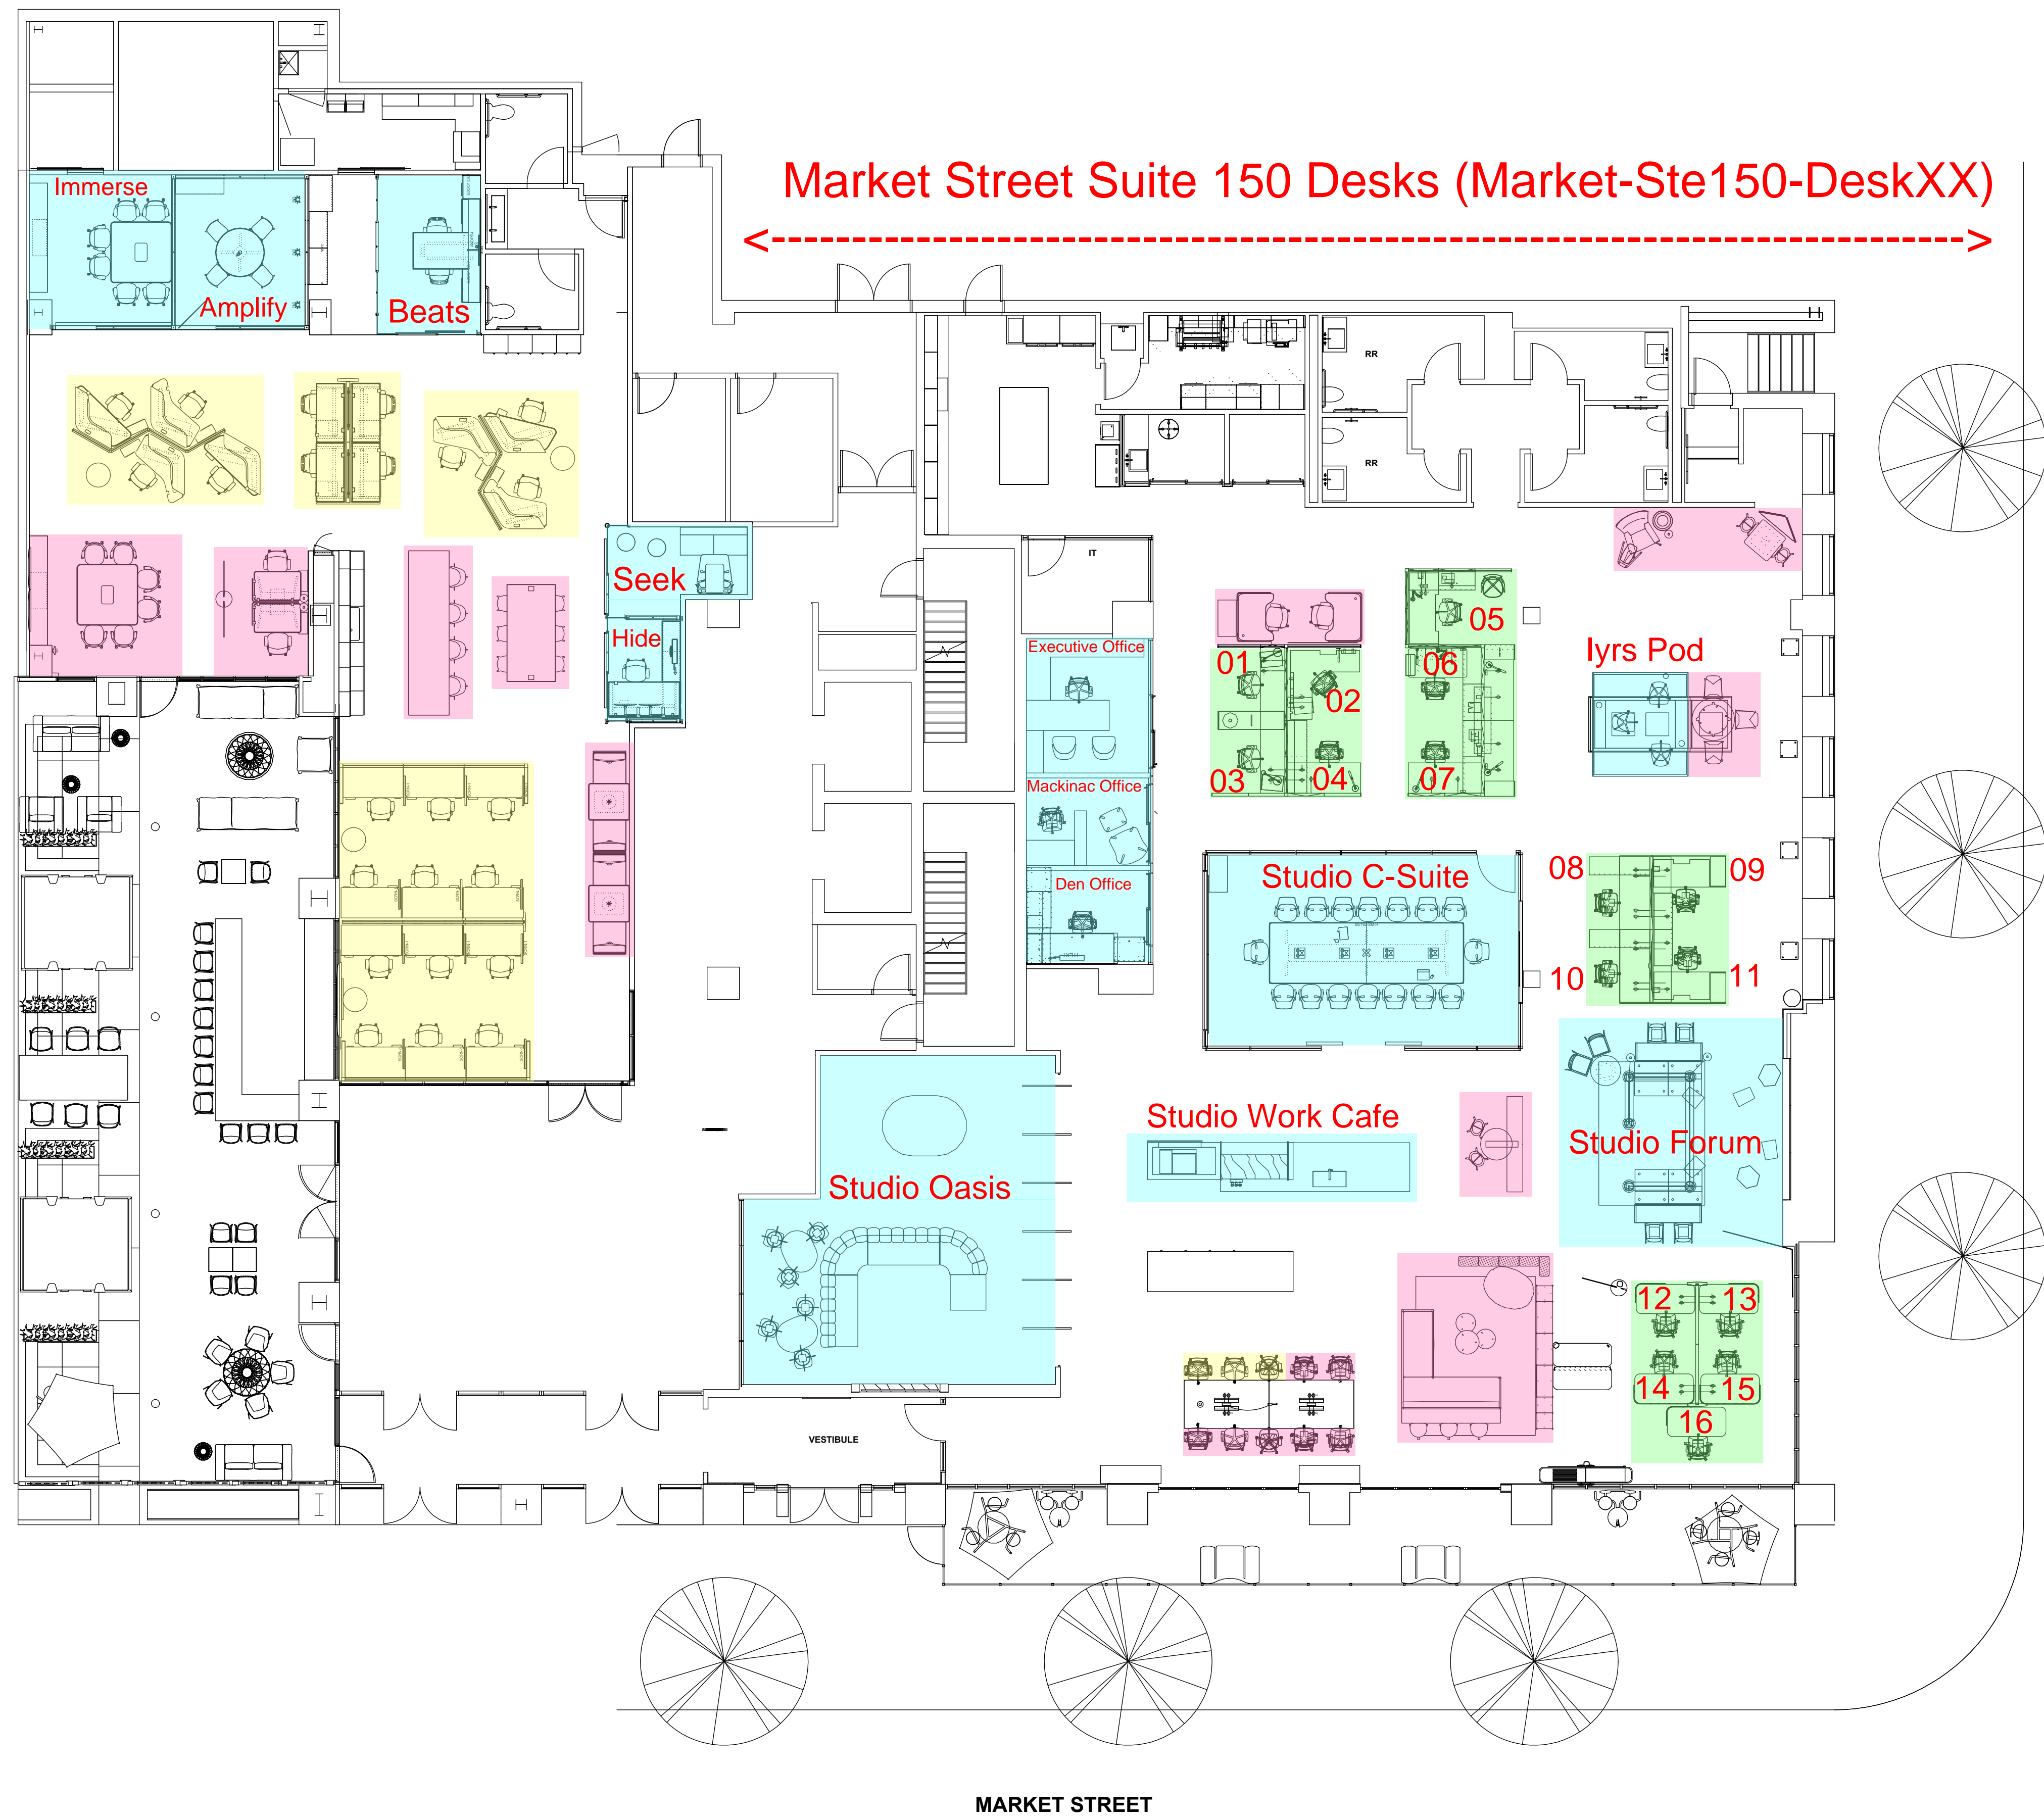 Market Street Suite 150 Desks (Market-Ste150-DeskXX)
<------------------------------------------------------------------------>
Immerse
Amplify
Beats
RR
RR
IT
Seek
Hide
Executive Office
Mackinac Office
Den Office
01
02
03
04
05
06
07
Iyrs Pod
Studio C-Suite
08
09
10
11
Studio Work Cafe
Studio Forum
Studio Oasis
12
13
14
15
16
VESTIBULE
MARKET STREET